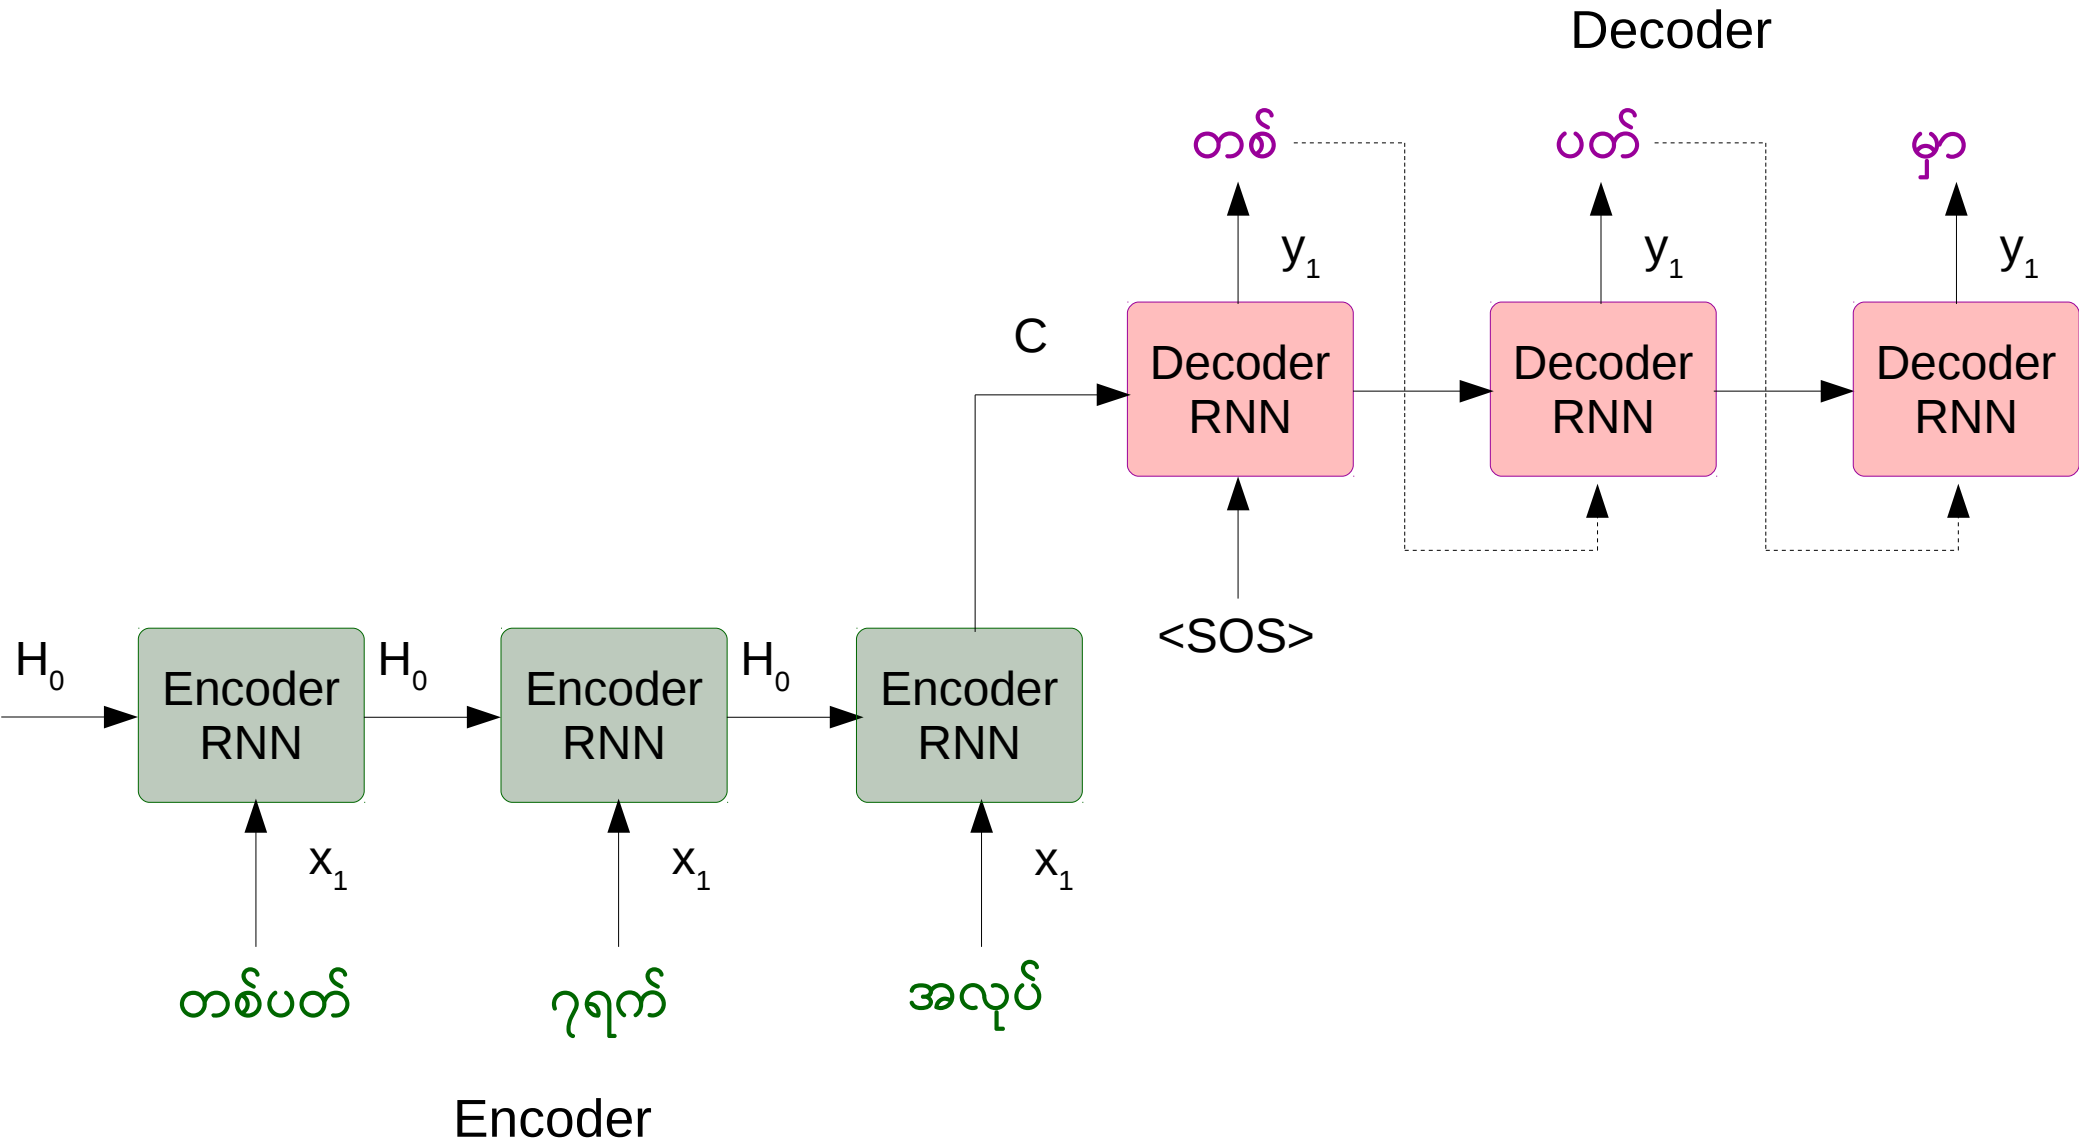 Decoder
တစ် ပတ် မှာ
y1 y1 y1
C
Decoder RNN
Decoder RNN
Decoder RNN
<SOS>
H0 H0 H0
Encoder RNN
Encoder RNN
Encoder RNN
x1 x1 x1
တစ်ပတ် ၇ရက် အလုပ်
Encoder